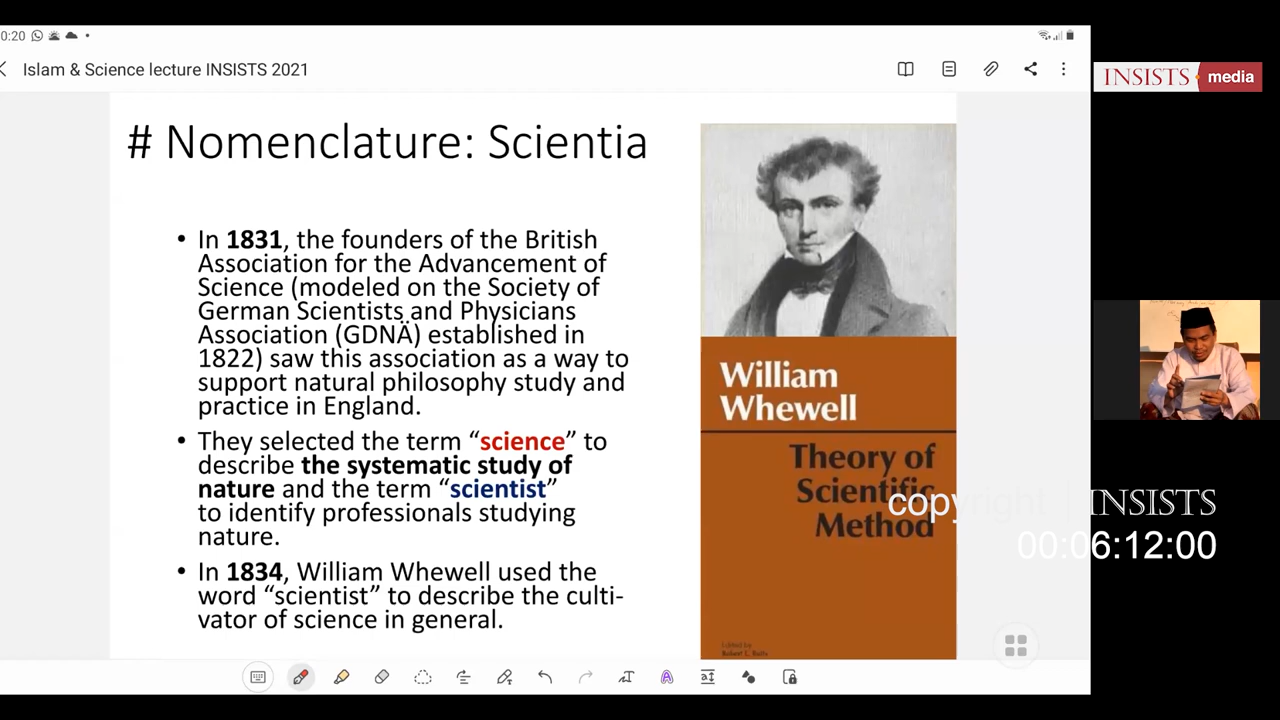 0:20
Islam & Science lecture INSISTS 2021
INSISTS media
# Nomenclature: Scientia
• In 1831, the founders of the British
Association for the Advancement of
Science (modeled on the Society of
German Scientists and Physicians
Association (GDNÄ) established in
1822) saw this association as a way to
support natural philosophy study and
practice in England.
• They selected the term “science” to
describe the systematic study of
nature and the term “scientist”
to identify professionals studying
nature.
• In 1834, William Whewell used the
word “scientist” to describe the culti-
vator of science in general.
William
Whewell
Theory of
Scientific
Method
Edited by
copyright | INSISTS
00:06:12:00